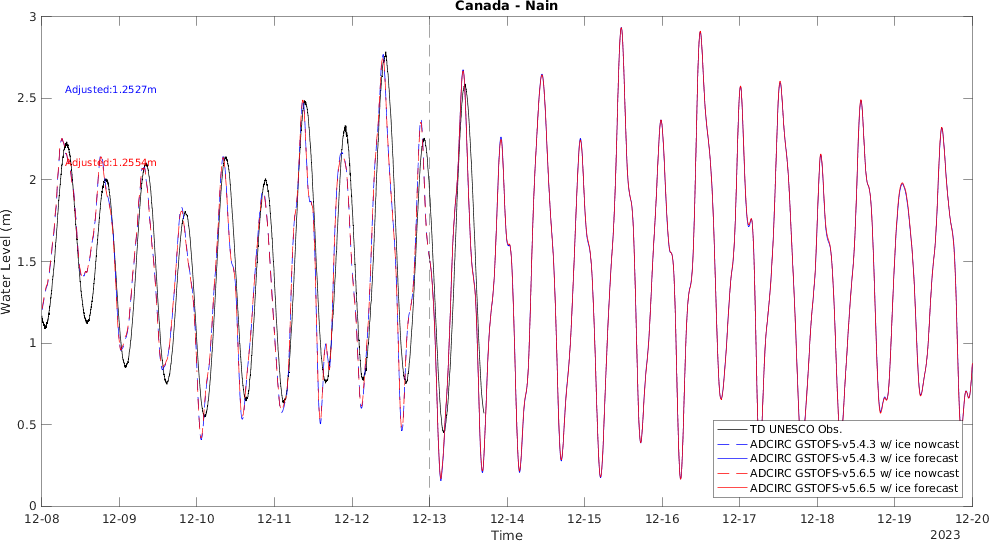 Canada - Nain
3
2.5
2
1.5
1
0.5
0
Water Level (m)
Adjusted:1.2527m
Adjusted:1.2554m
TD UNESCO Obs.
ADCIRC GSTOFS-v5.4.3 w/ ice nowcast
ADCIRC GSTOFS-v5.4.3 w/ ice forecast
ADCIRC GSTOFS-v5.6.5 w/ ice nowcast
ADCIRC GSTOFS-v5.6.5 w/ ice forecast
12-08 12-09 12-10 12-11 12-12 12-13 12-14 12-15 12-16 12-17 12-18 12-19 12-20
Time
2023